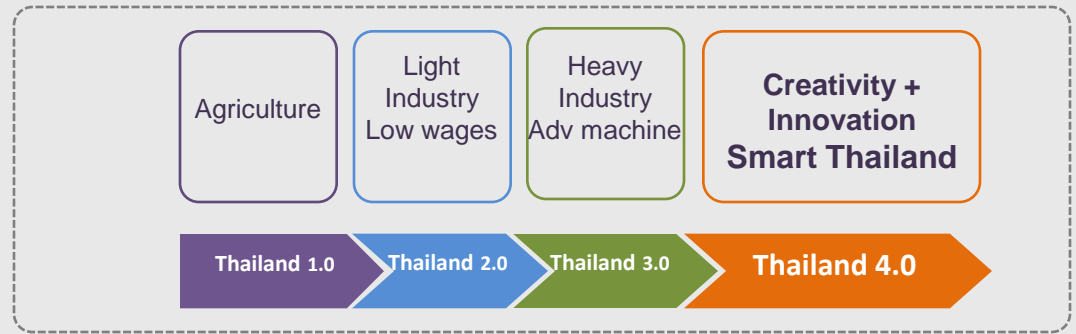 Agriculture
Light
Industry
Low wages
Heavy
Industry
Adv machine
Creativity +
Innovation
Smart Thailand
Thailand 1.0
Thailand 2.0
Thailand 3.0
Thailand 4.0